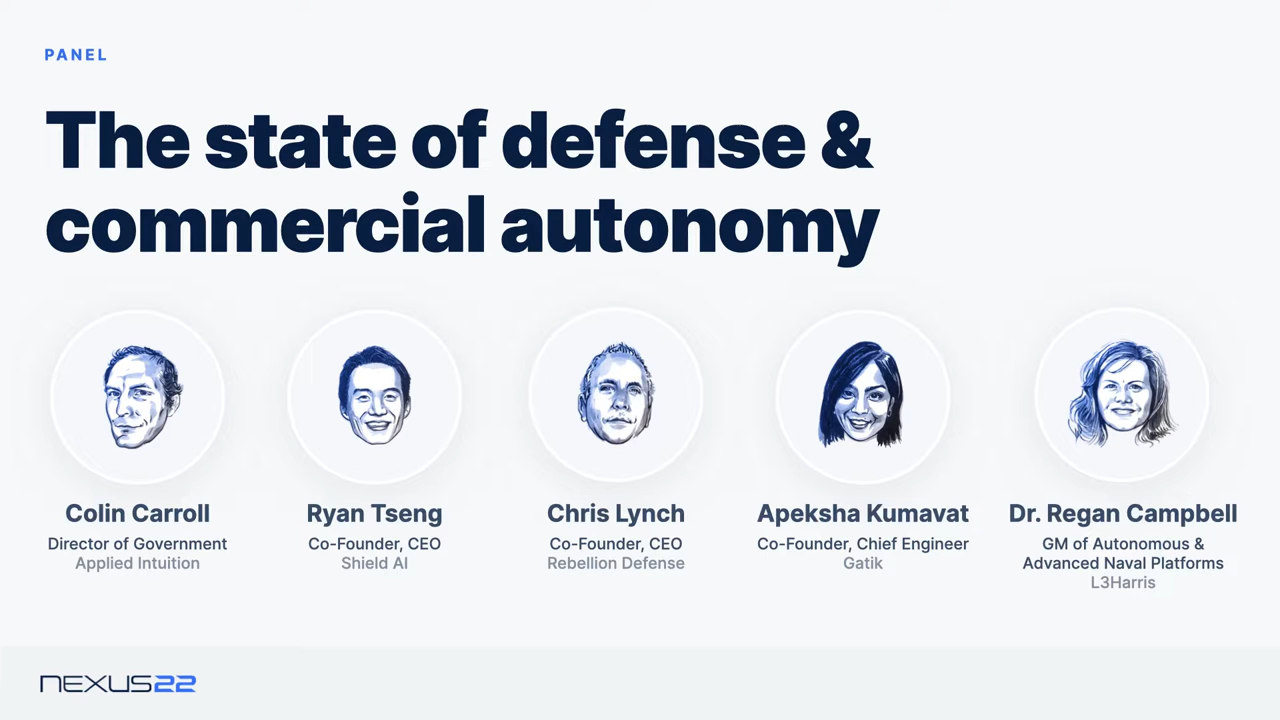 PANEL
The state of defense &
commercial autonomy
Colin Carroll
Director of Government
Applied Intuition
Ryan Tseng
Co-Founder, CEO
Shield AI
Chris Lynch
Co-Founder, CEO
Rebellion Defense
Apeksha Kumavat
Co-Founder, Chief Engineer
Gatik
Dr. Regan Campbell
GM of Autonomous &
Advanced Naval Platforms
L3Harris
NEXUS22